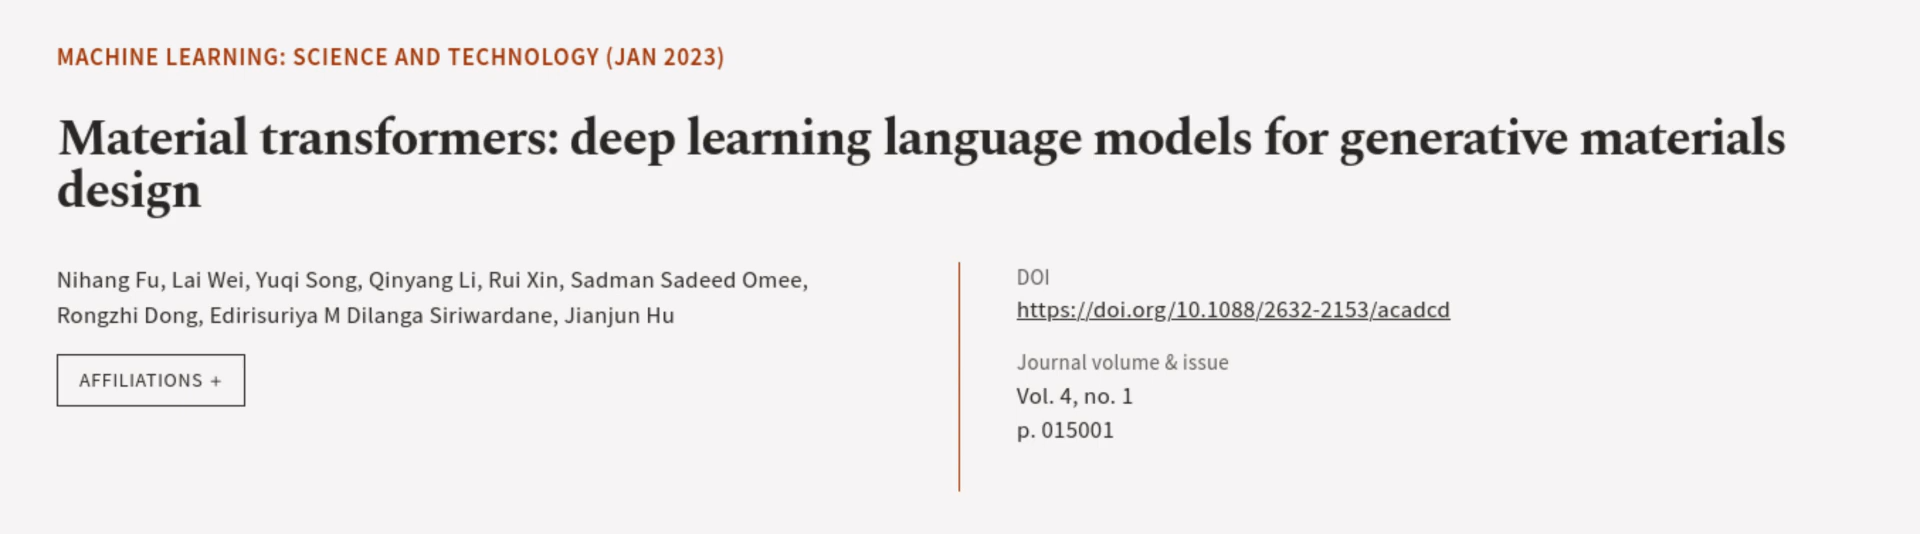 MACHINE LEARNING: SCIENCE AND TECHNOLOGY (JAN 2023)
Material transformers: deep learning language models for generative materials
design
Nihang Fu, Lai Wei, Yuqi Song, Qinyang Li, Rui Xin, Sadman Sadeed Omee,
Rongzhi Dong, Edirisuriya M Dilanga Siriwardane, Jianjun Hu
AFFILIATIONS +
DOI
https://doi.org/10.1088/2632-2153/acadcd
Journal volume & issue
Vol. 4, no. 1
p. 015001